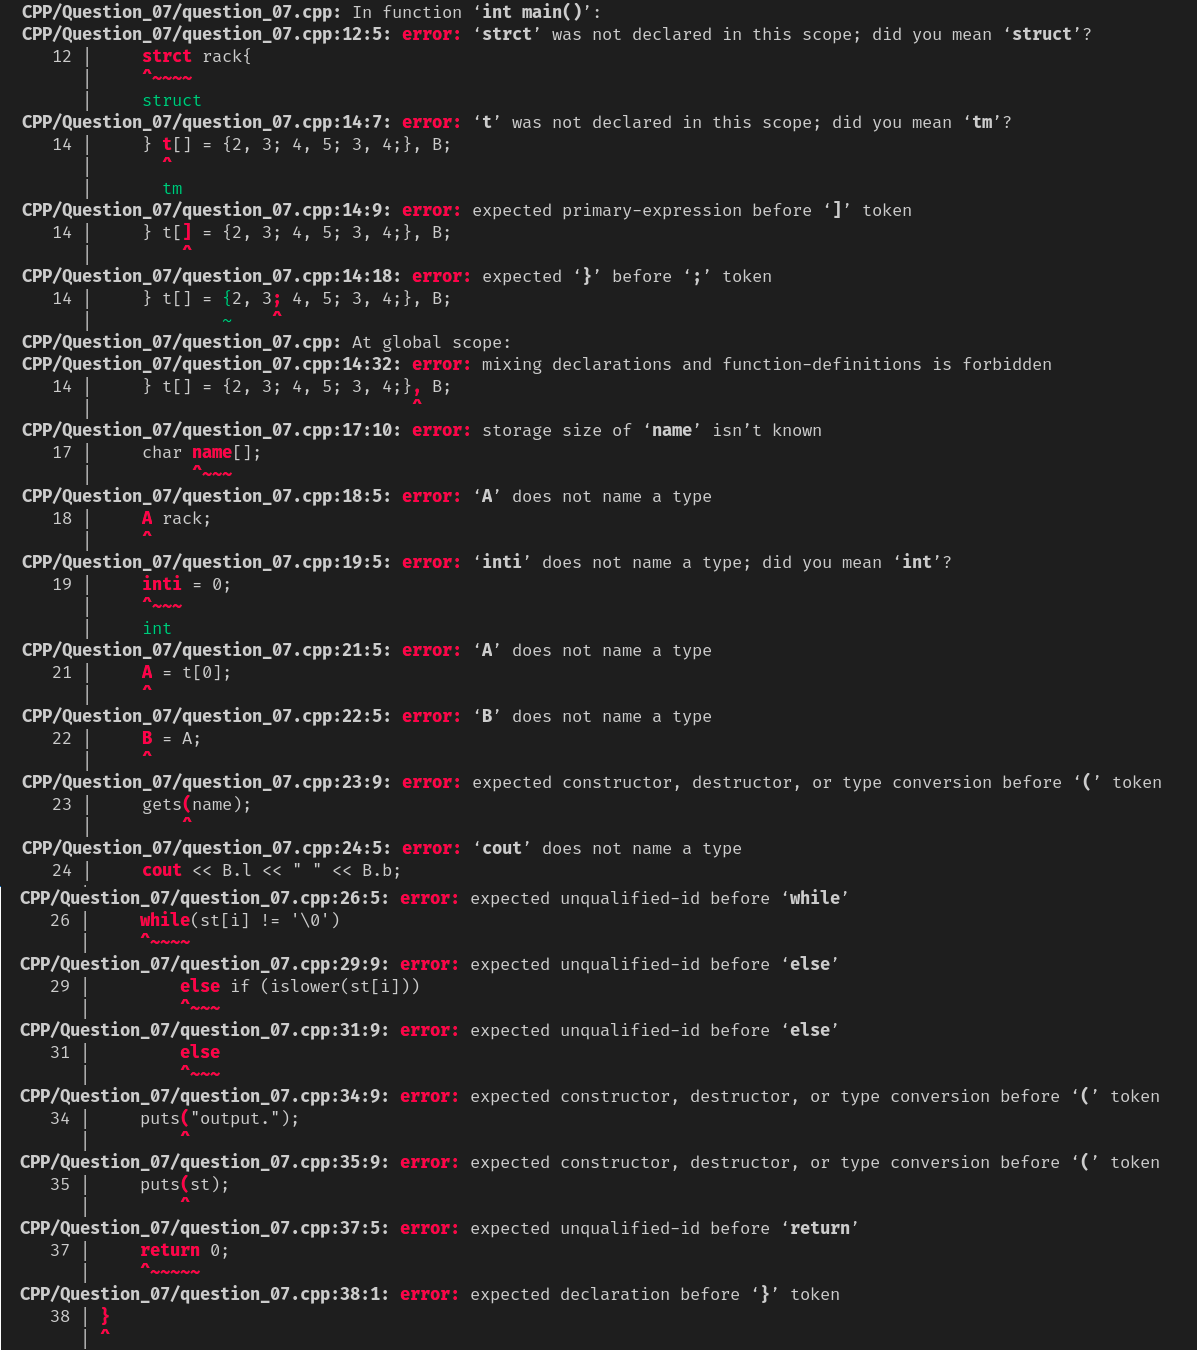 CPP/Question_07/question_07.cpp: In function ‘int main()’:
CPP/Question_07/question_07.cpp:12:5: error: ‘strct’ was not declared in this scope; did you mean ‘struct’?
   12 |     strct rack{
      |     ^~~~~
      |     struct
CPP/Question_07/question_07.cpp:14:7: error: ‘t’ was not declared in this scope; did you mean ‘tm’?
   14 |     } t[] = {2, 3; 4, 5; 3, 4;}, B;
      |       ^
      |       tm
CPP/Question_07/question_07.cpp:14:9: error: expected primary-expression before ‘]’ token
   14 |     } t[] = {2, 3; 4, 5; 3, 4;}, B;
      |         ^
CPP/Question_07/question_07.cpp:14:18: error: expected ‘}’ before ‘;’ token
   14 |     } t[] = {2, 3; 4, 5; 3, 4;}, B;
      |             ~    ^
CPP/Question_07/question_07.cpp: At global scope:
CPP/Question_07/question_07.cpp:14:32: error: mixing declarations and function-definitions is forbidden
   14 |     } t[] = {2, 3; 4, 5; 3, 4;}, B;
      |                                ^
CPP/Question_07/question_07.cpp:17:10: error: storage size of ‘name’ isn’t known
   17 |     char name[];
      |          ^~~~
CPP/Question_07/question_07.cpp:18:5: error: ‘A’ does not name a type
   18 |     A rack;
      |     ^
CPP/Question_07/question_07.cpp:19:5: error: ‘inti’ does not name a type; did you mean ‘int’?
   19 |     inti = 0;
      |     ^~~~
      |     int
CPP/Question_07/question_07.cpp:21:5: error: ‘A’ does not name a type
   21 |     A = t[0];
      |     ^
CPP/Question_07/question_07.cpp:22:5: error: ‘B’ does not name a type
   22 |     B = A;
      |     ^
CPP/Question_07/question_07.cpp:23:9: error: expected constructor, destructor, or type conversion before ‘(’ token
   23 |     gets(name);
      |         ^
CPP/Question_07/question_07.cpp:24:5: error: ‘cout’ does not name a type
   24 |     cout << B.l << " " << B.b;
CPP/Question_07/question_07.cpp:26:5: error: expected unqualified-id before ‘while’
   26 |     while(st[i] != '\0')
      |     ^~~~~
CPP/Question_07/question_07.cpp:29:9: error: expected unqualified-id before ‘else’
   29 |         else if (islower(st[i]))
      |         ^~~~
CPP/Question_07/question_07.cpp:31:9: error: expected unqualified-id before ‘else’
   31 |         else
      |         ^~~~
CPP/Question_07/question_07.cpp:34:9: error: expected constructor, destructor, or type conversion before ‘(’ token
   34 |     puts("output.");
      |         ^
CPP/Question_07/question_07.cpp:35:9: error: expected constructor, destructor, or type conversion before ‘(’ token
   35 |     puts(st);
      |         ^
CPP/Question_07/question_07.cpp:37:5: error: expected unqualified-id before ‘return’
   37 |     return 0;
      |     ^~~~~~
CPP/Question_07/question_07.cpp:38:1: error: expected declaration before ‘}’ token
   38 | }
      | ^